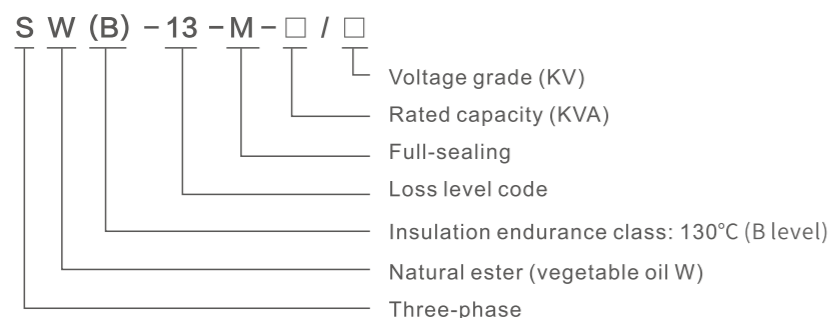 S W (B) - 13 - M - □ / □
Voltage grade (KV)
Rated capacity (KVA)
Full-sealing
Loss level code
Insulation endurance class: 130℃ (B level)
Natural ester (vegetable oil W)
Three-phase